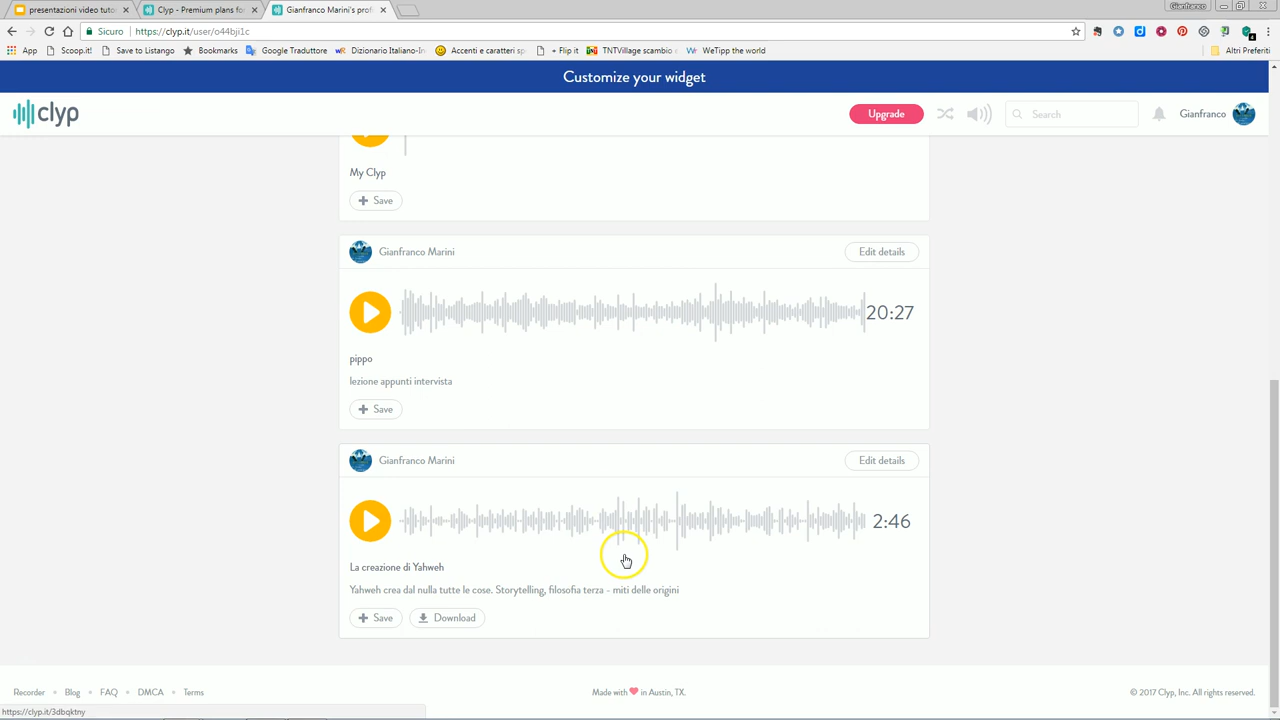 presentazioni video tuto
Clyp - Premium plans fo
Gianfranco Marini's prof
Gianfranco
Sicuro
https://clyp.it/user/o44bji1c
App
Scoop.it!
Save to Listango
Bookmarks
Google Traduttore
Dizionario Italiano-In
Accenti e caratteri sp
+ Flip it
TNTVillage scambio e
WeTipp the world
Altri Preferiti
Customize your widget
clyp
Upgrade
Search
Gianfranco
My Clyp
Save
Gianfranco Marini
Edit details
20:27
pippo
lezione appunti intervista
Save
Gianfranco Marini
Edit details
2:46
La creazione di Yahweh
Yahweh crea dal nulla tutte le cose. Storytelling, filosofia terza - miti delle origini
Save
Download
Recorder • Blog • FAQ • DMCA • Terms
Made with ❤ in Austin, TX.
© 2017 Clyp, Inc. All rights reserved.
https://clyp.it/3dbqktny